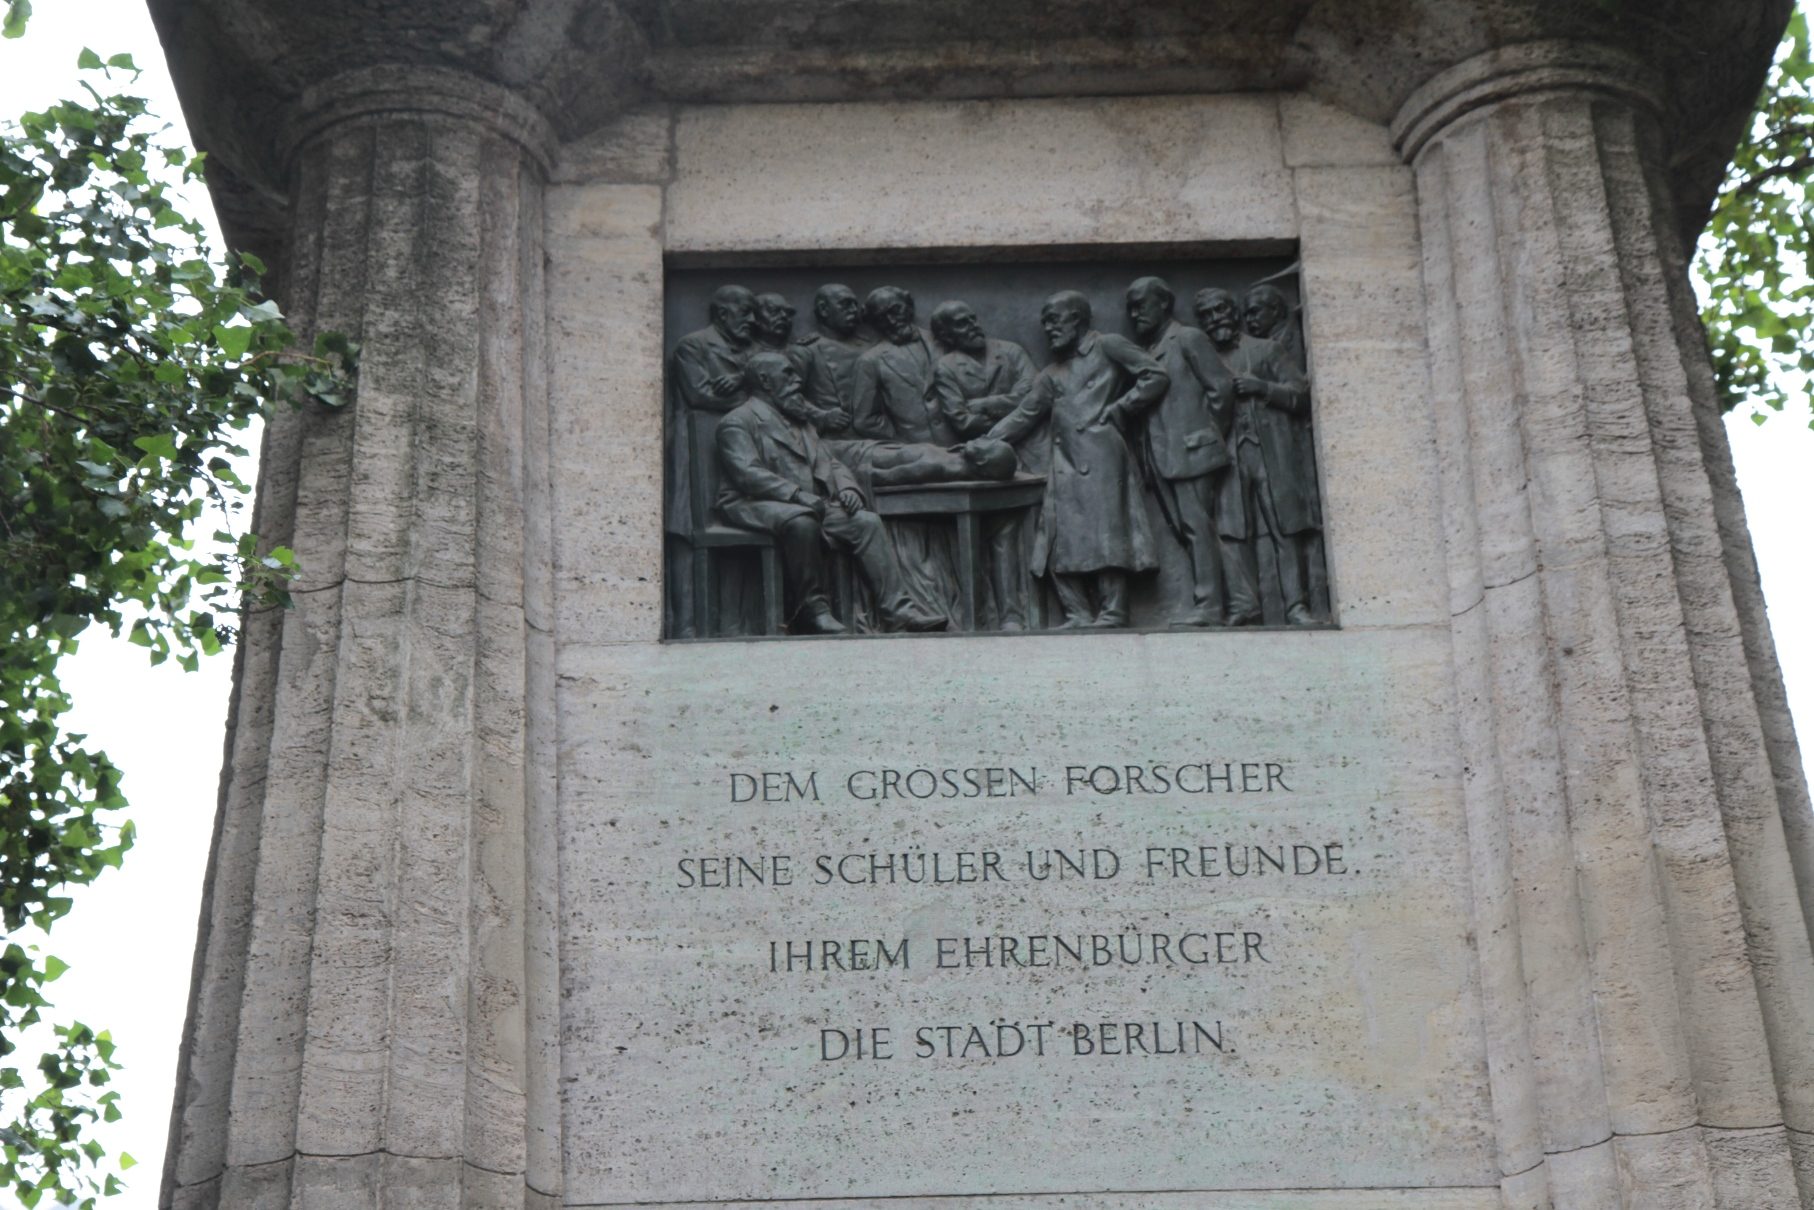 DEM GROSSEN FORSCHER
SEINE SCHÜLER UND FREUNDE.
IHREM EHRENBÜRGER
DIE STADT BERLIN.